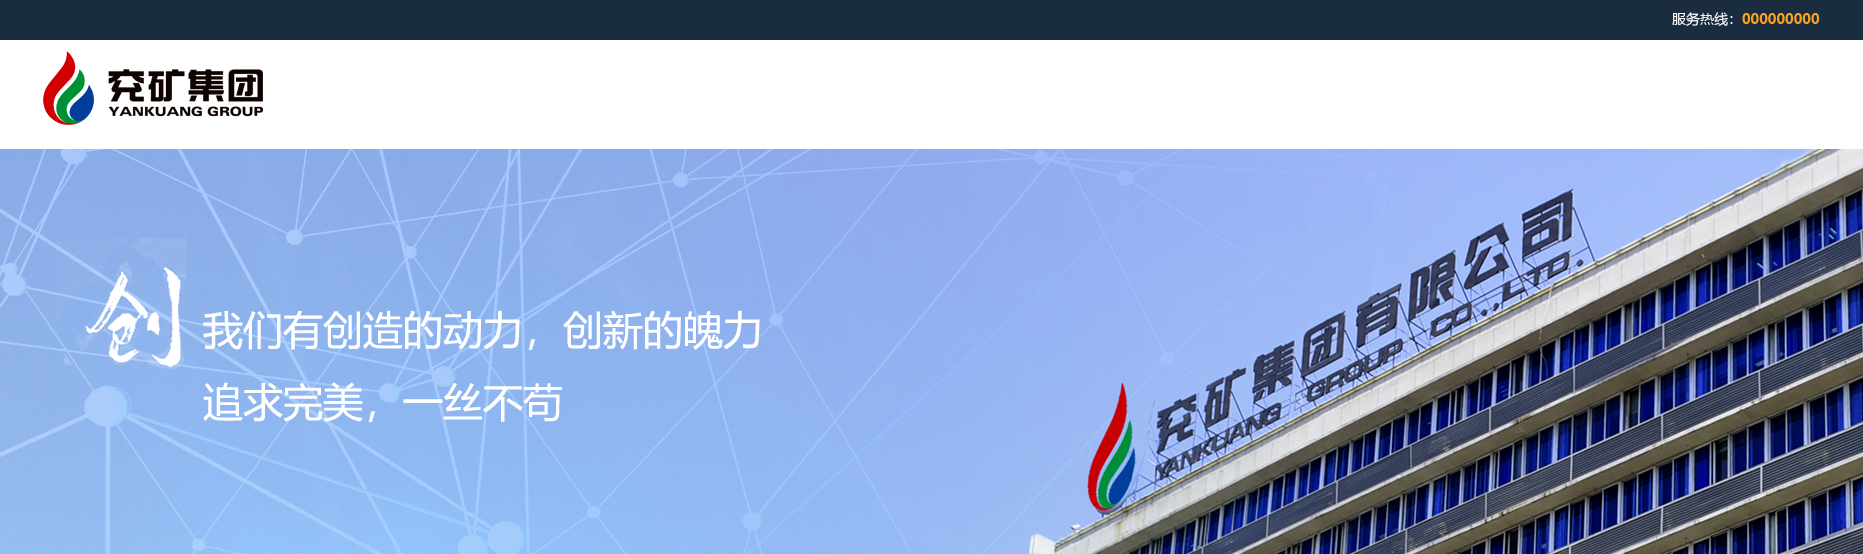 服务热线：000000000
兖矿集团
YANKUANG GROUP
创
我们有创造的动力，创新的魄力
追求完美，一丝不苟
兖矿集团有限公司
YANKUANG GROUP CO.,LTD.